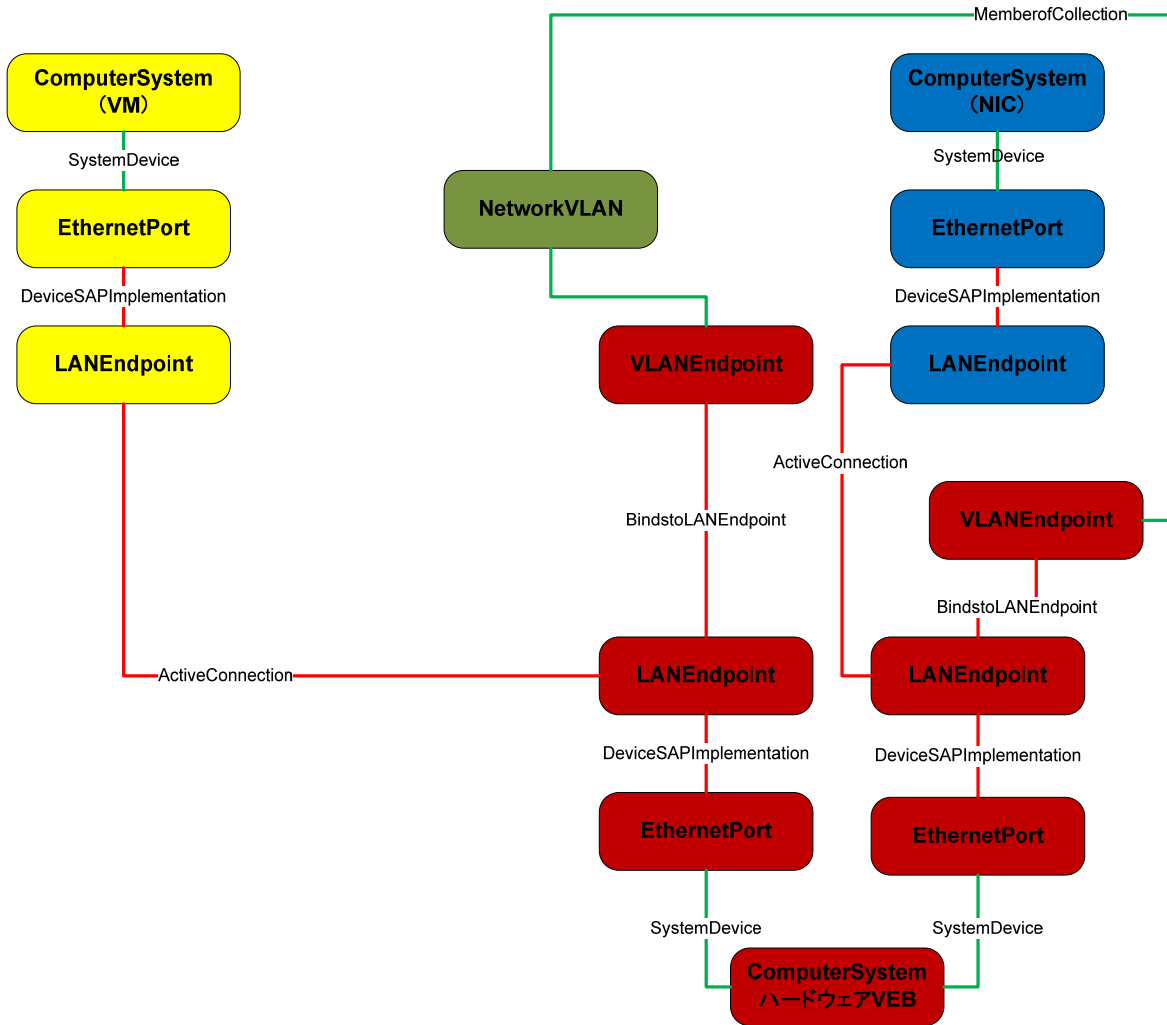 MemberofCollection
ComputerSystem
（VM）
ComputerSystem
（NIC）
SystemDevice
SystemDevice
NetworkVLAN
EthernetPort
EthernetPort
DeviceSAPImplementation
DeviceSAPImplementation
LANEndpoint
VLANEndpoint
LANEndpoint
ActiveConnection
BindstoLANEndpoint
VLANEndpoint
BindstoLANEndpoint
ActiveConnection
LANEndpoint
LANEndpoint
DeviceSAPImplementation
DeviceSAPImplementation
EthernetPort
EthernetPort
SystemDevice
SystemDevice
ComputerSystem
ハードウェアVEB